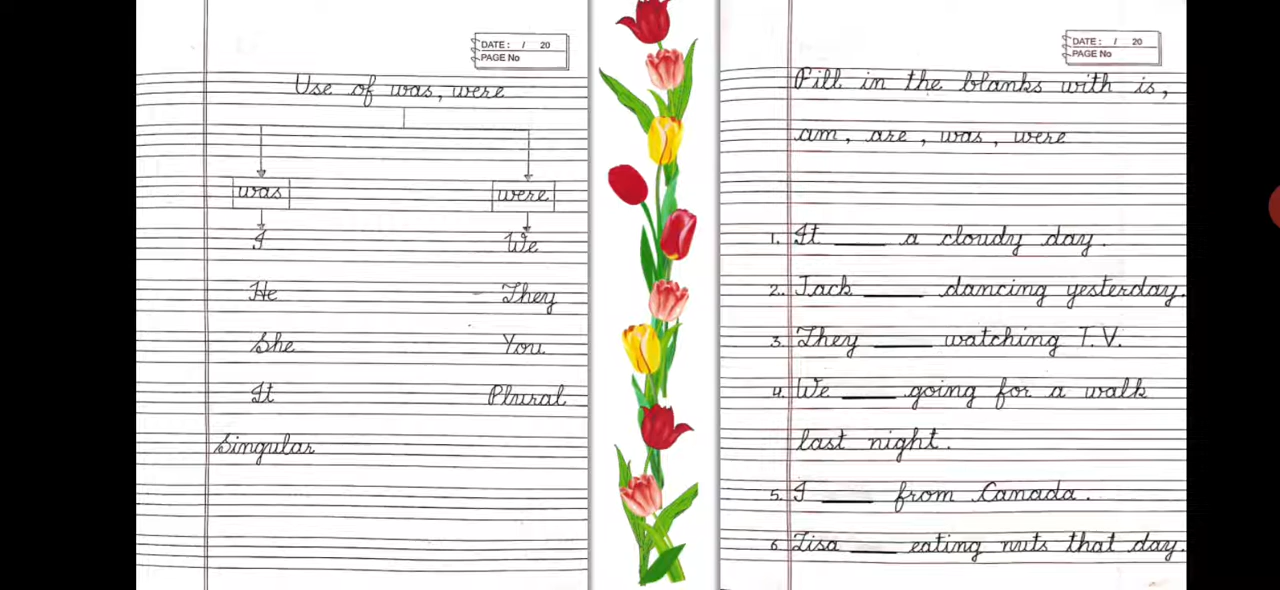 DATE: / 20
PAGE No
Use of was, were
was were
I We
He They
She You
It Plural
Singular
DATE: / 20
PAGE No
Fill in the blanks with is,
am, are, was, were
1. It ____ a cloudy day.
2. Jack ____ dancing yesterday.
3. They ____ watching T.V.
4. We ____ going for a walk
last night.
5. I ____ from Canada.
6. Lisa ____ eating nuts that day.